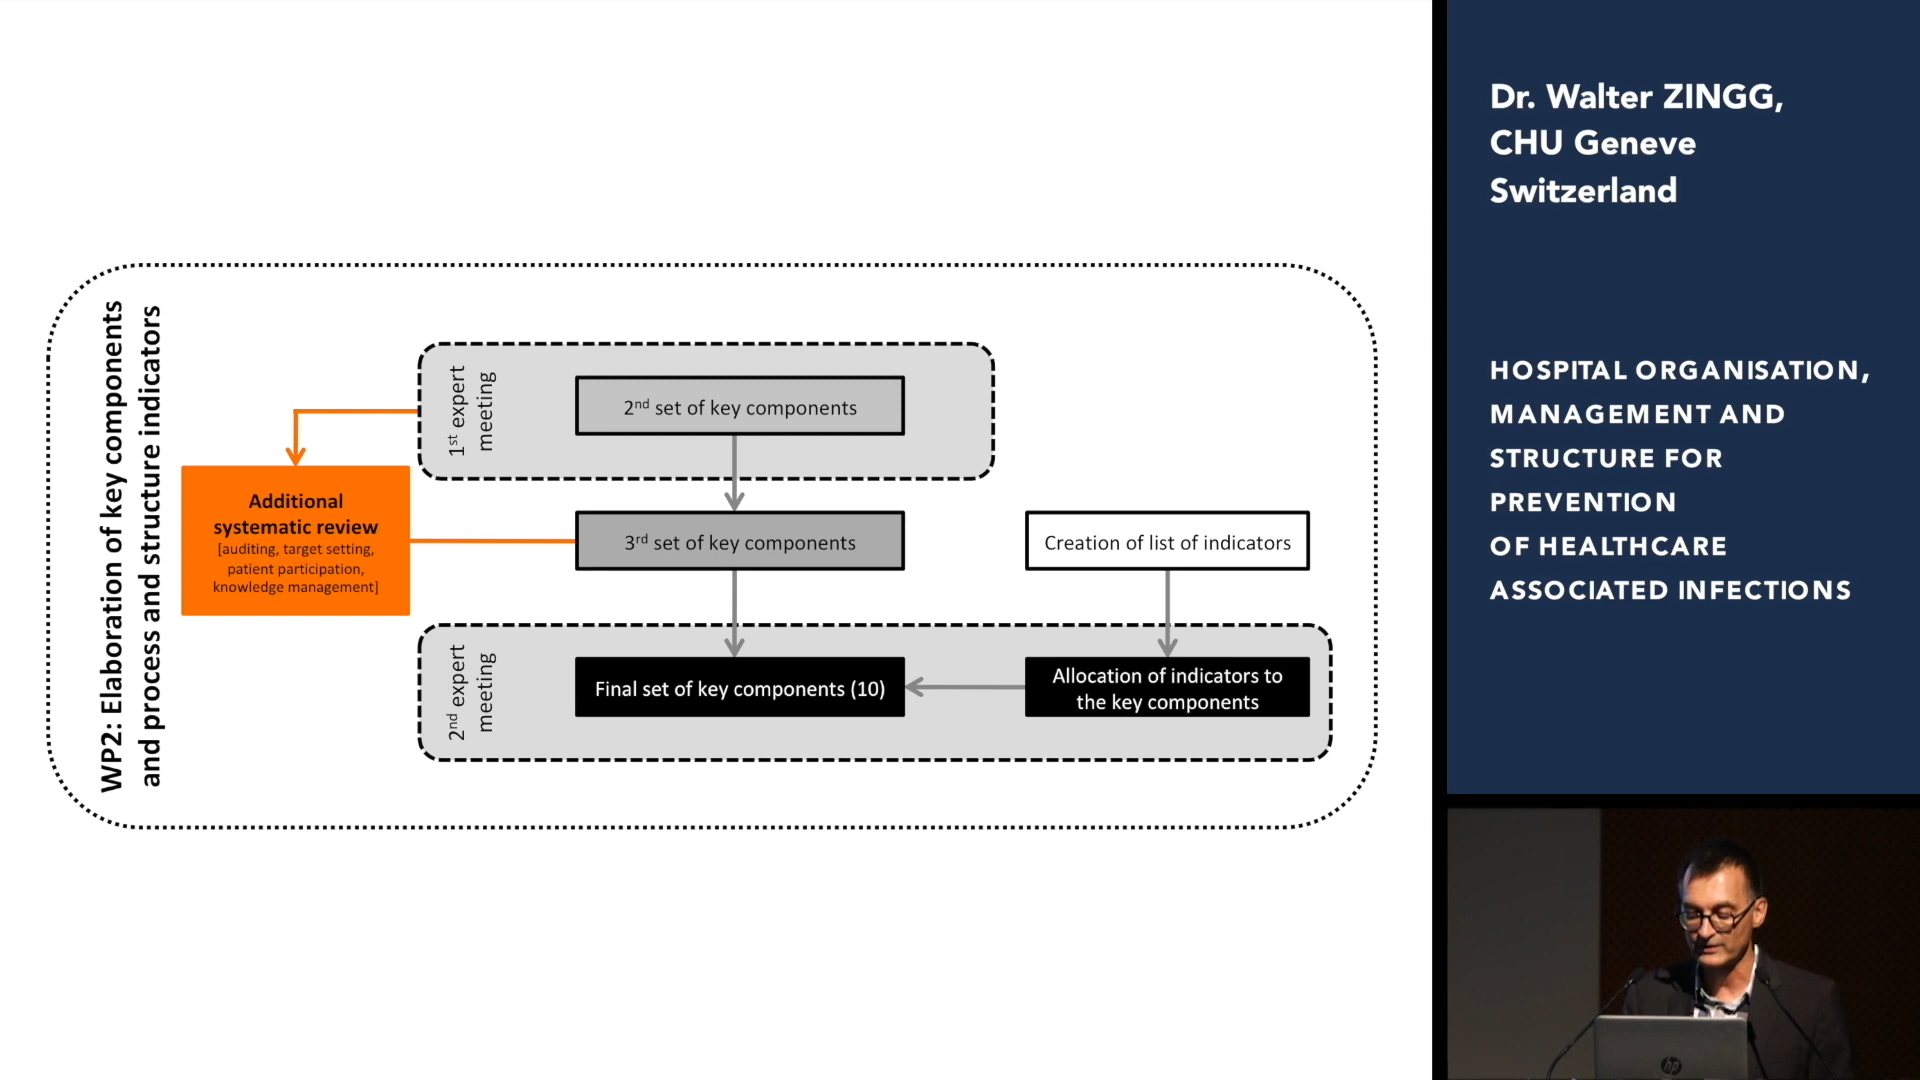 WP2: Elaboration of key components
and process and structure indicators
1st expert
meeting
2nd set of key components
Additional
systematic review
[auditing, target setting,
patient participation,
knowledge management]
3rd set of key components
Creation of list of indicators
2nd expert
meeting
Final set of key components (10)
Allocation of indicators to
the key components
Dr. Walter ZINGG,
CHU Geneve
Switzerland
HOSPITAL ORGANISATION,
MANAGEMENT AND
STRUCTURE FOR
PREVENTION
OF HEALTHCARE
ASSOCIATED INFECTIONS
hp